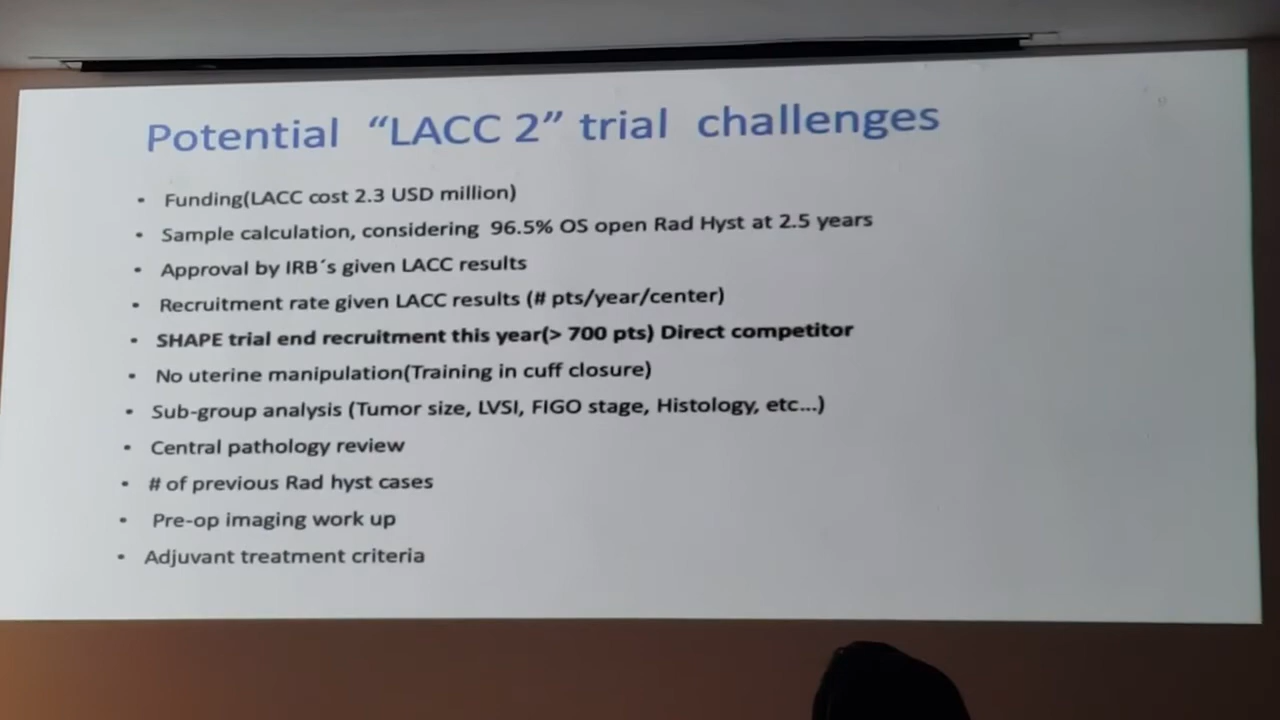 Potential “LACC 2” trial challenges
• Funding(LACC cost 2.3 USD million)
• Sample calculation, considering 96.5% OS open Rad Hyst at 2.5 years
• Approval by IRB´s given LACC results
• Recruitment rate given LACC results (# pts/year/center)
• SHAPE trial end recruitment this year(> 700 pts) Direct competitor
• No uterine manipulation(Training in cuff closure)
• Sub-group analysis (Tumor size, LVSI, FIGO stage, Histology, etc...)
• Central pathology review
• # of previous Rad hyst cases
• Pre-op imaging work up
• Adjuvant treatment criteria